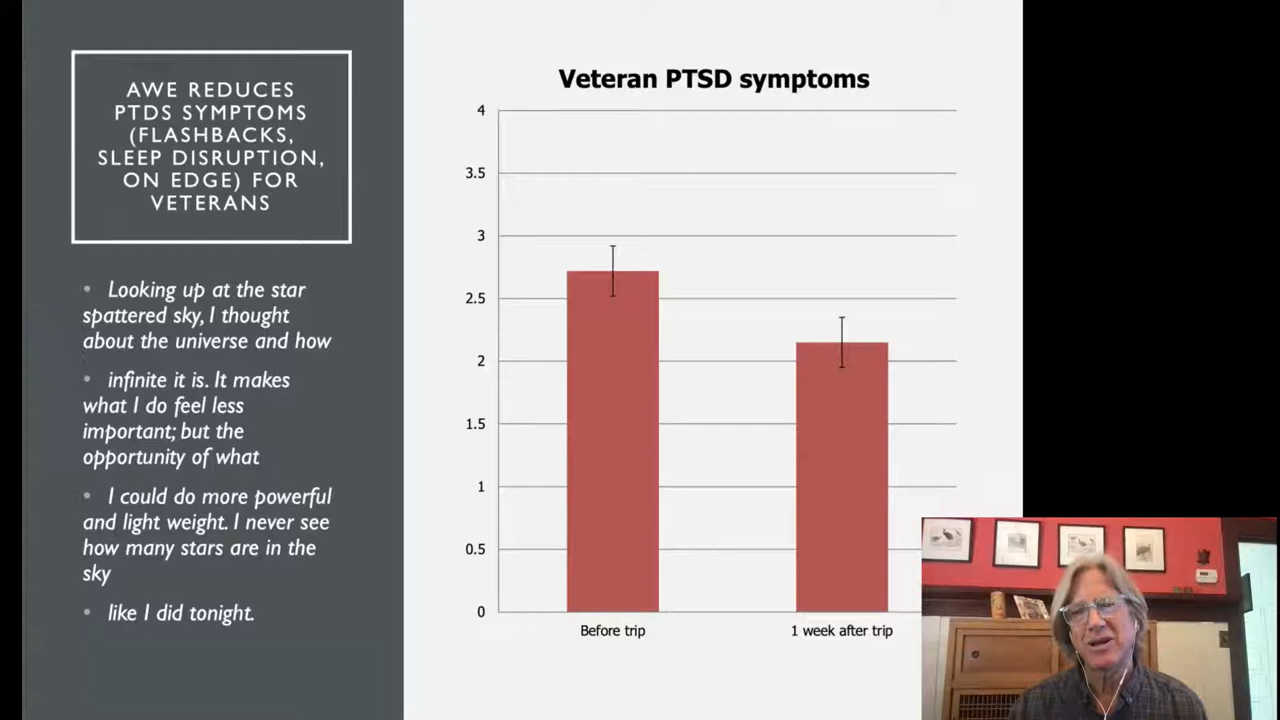 AWE REDUCES
PTDS SYMPTOMS
(FLASHBACKS,
SLEEP DISRUPTION,
ON EDGE) FOR
VETERANS
• Looking up at the star
spattered sky, I thought
about the universe and how
• infinite it is. It makes
what I do feel less
important; but the
opportunity of what
• I could do more powerful
and light weight. I never see
how many stars are in the
sky
• like I did tonight.
Veteran PTSD symptoms
4
3.5
3
2.5
2
1.5
1
0.5
0
Before trip
1 week after trip